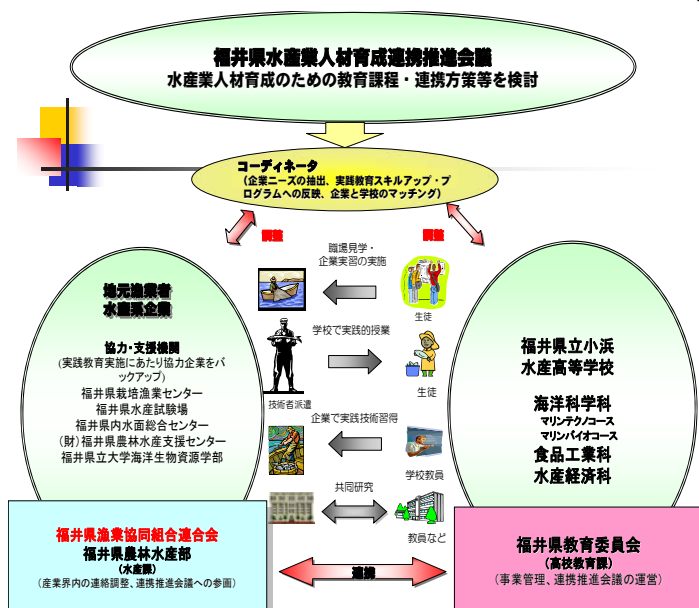 福井県水産業人材育成連携推進会議
水産業人材育成のための教育課程・連携方策等を検討
コーディネータ
(企業ニーズの抽出、実践教育スキルアップ・プ
ログラムへの反映、企業と学校のマッチング)
調整
調整
職場見学・
企業実習の実施
生徒
学校で実践的授業
技術者派遣
生徒
企業で実践技術習得
学校教員
共同研究
教員など
連携
地元漁業者
水産系企業
協力・支援機関
(実践教育実施にあたり協力企業をバ
ックアップ)
福井県栽培漁業センター
福井県水産試験場
福井県内水面総合センター
(財)福井県農林水産支援センター
福井県立大学海洋生物資源学部
福井県漁業協同組合連合会
福井県農林水産部
(水産課)
(産業界内の連絡調整、連携推進会議への参画)
福井県立小浜
水産高等学校
海洋科学科
マリンテクノコース
マリンバイオコース
食品工業科
水産経済科
福井県教育委員会
(高校教育課)
(事業管理、連携推進会議の運営)